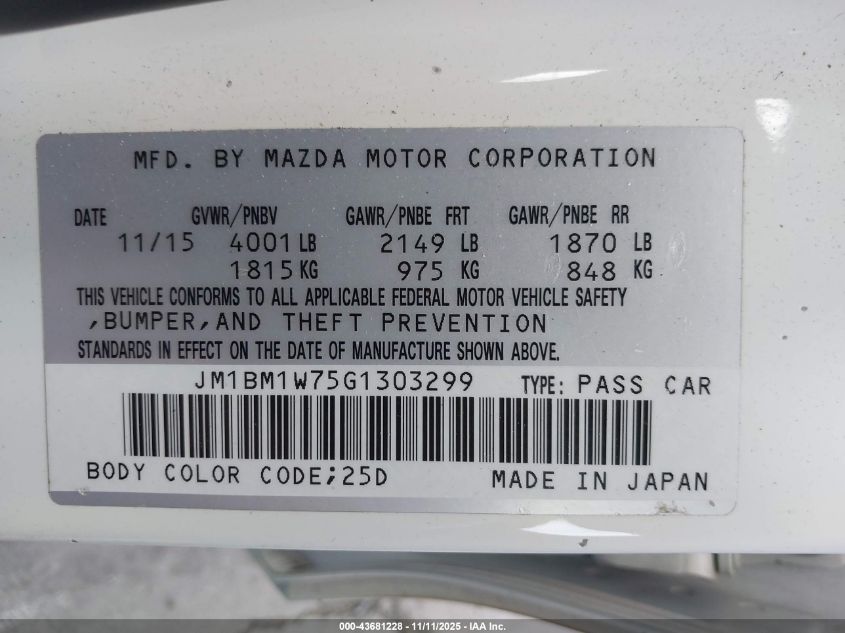 MFD. BY MAZDA MOTOR CORPORATION
DATE GVWR/PNBV GAWR/PNBE FRT GAWR/PNBE RR
11/15 4001 LB 2149 LB 1870 LB
1815 KG 975 KG 848 KG
THIS VEHICLE CONFORMS TO ALL APPLICABLE FEDERAL MOTOR VEHICLE SAFETY
,BUMPER,AND THEFT PREVENTION
STANDARDS IN EFFECT ON THE DATE OF MANUFACTURE SHOWN ABOVE.
JM1BM1W75G1303299 TYPE: PASS CAR
BODY COLOR CODE;25D MADE IN JAPAN
000-43681228 - 11/11/2025 - IAA Inc.